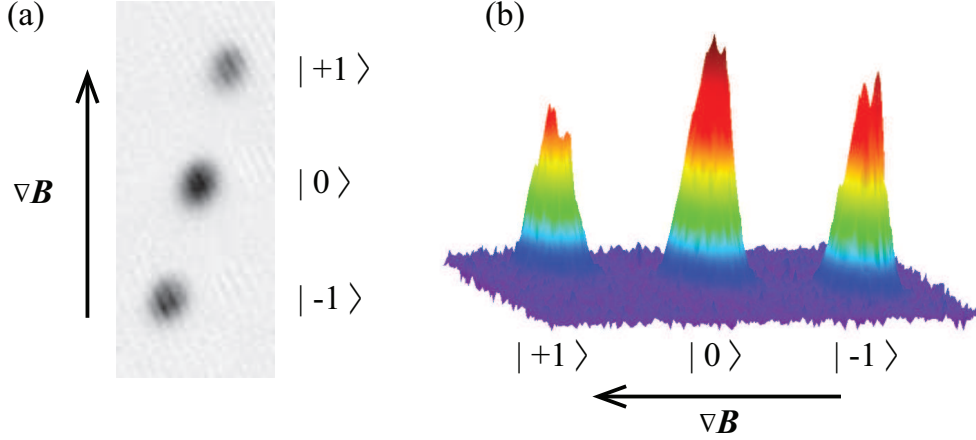 (a)
| +1 ⟩
| 0 ⟩
∇B
| -1 ⟩
(b)
| +1 ⟩ | 0 ⟩ | -1 ⟩
∇B